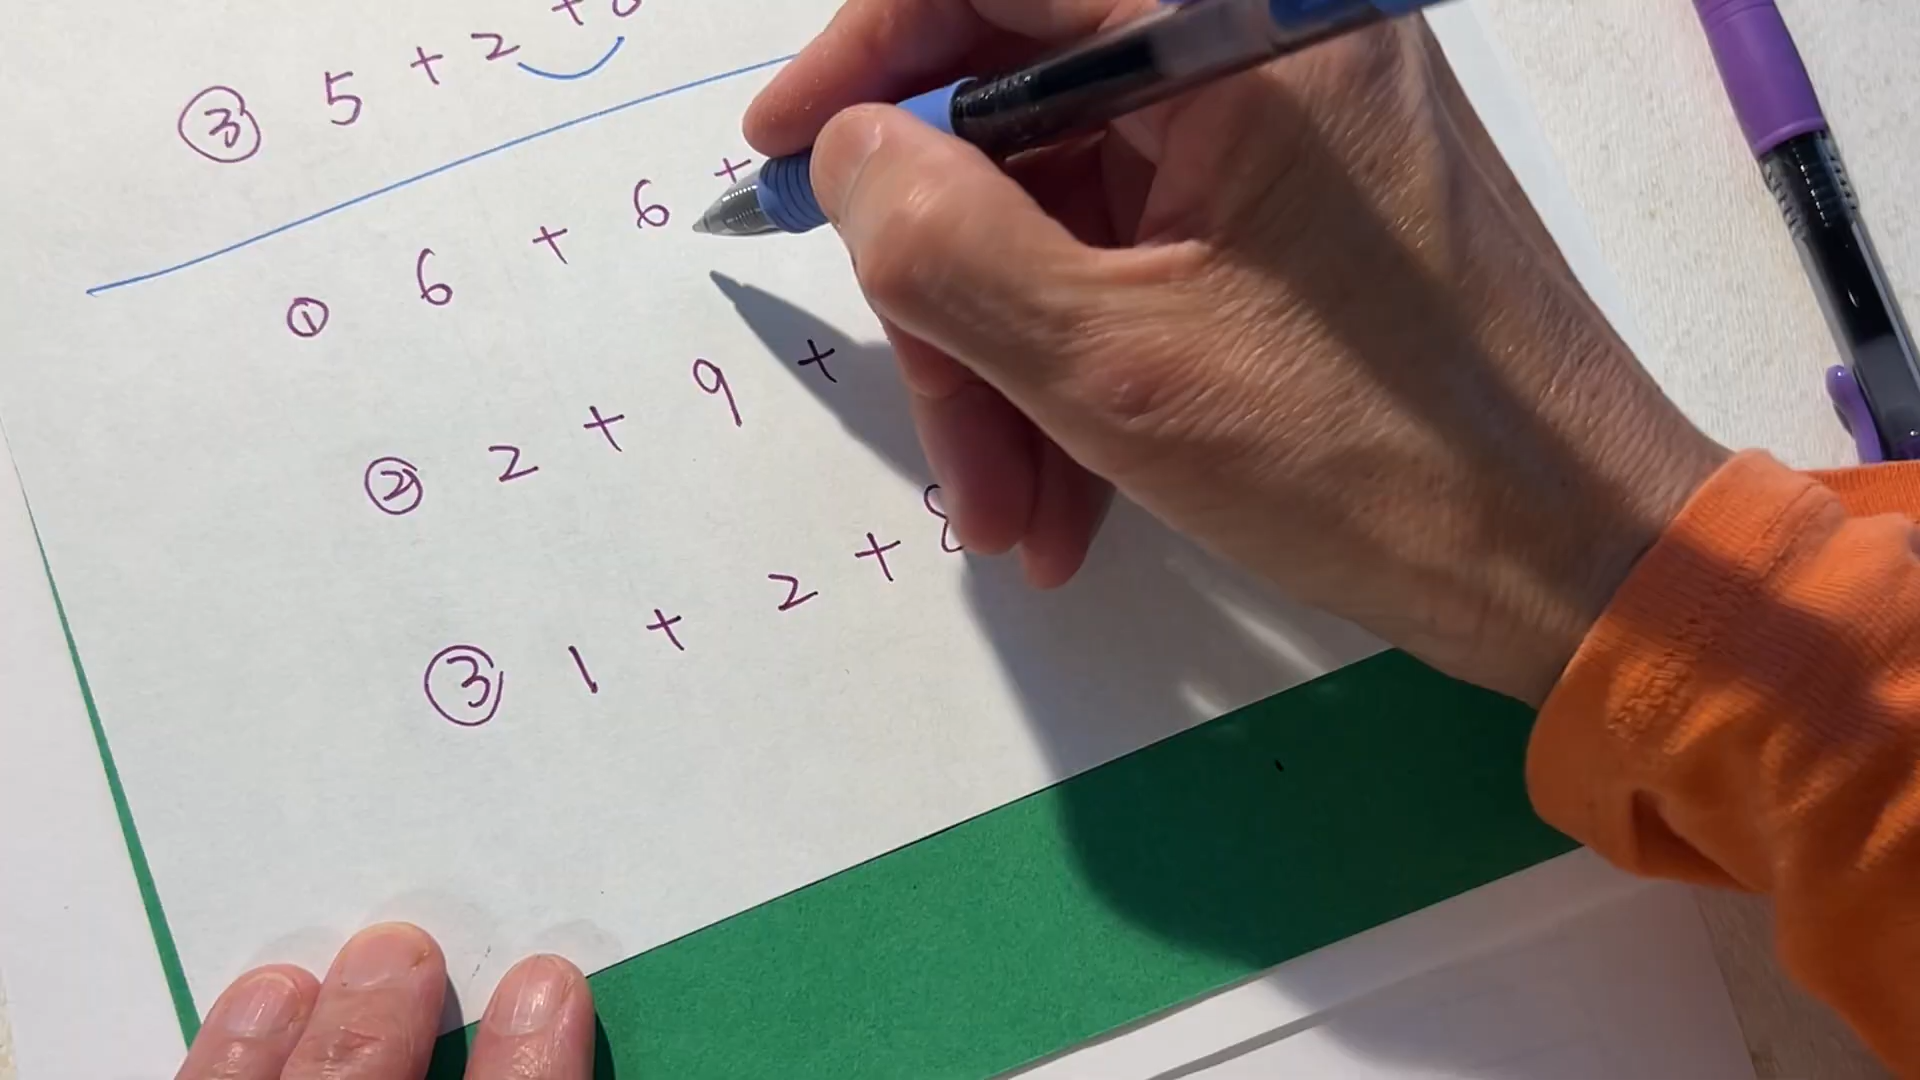 ③ 5 + 2 +
① 6 + 6 +
② 2 + 9 +
③ 1 + 2 + 8